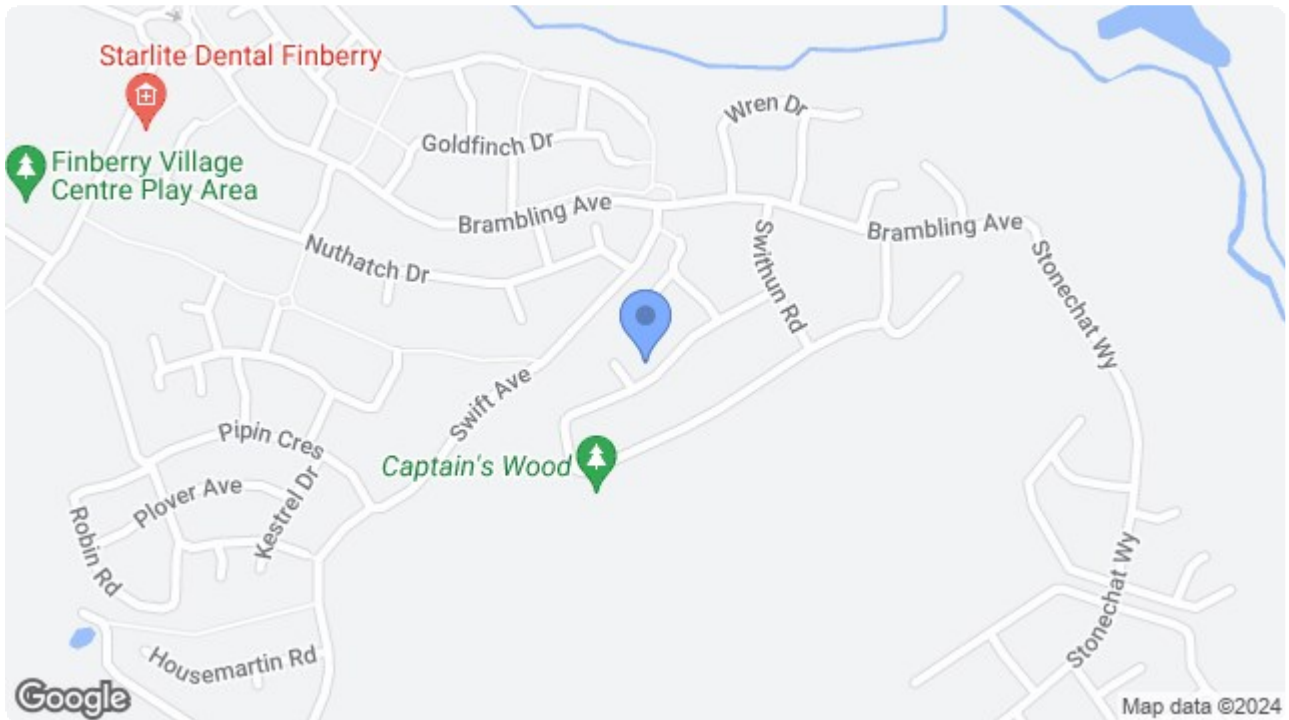 Starlite Dental Finberry
Wren Dr
Goldfinch Dr
Finberry Village
Centre Play Area
Brambling Ave
Brambling Ave
Nuthatch Dr
Swithun Rd
Stonechat Wy
Swift Ave
Pipin Cres
Captain's Wood
Plover Ave
Kestrel Dr
Robin Rd
Stonechat Wy
Housemartin Rd
Google
Map data ©2024